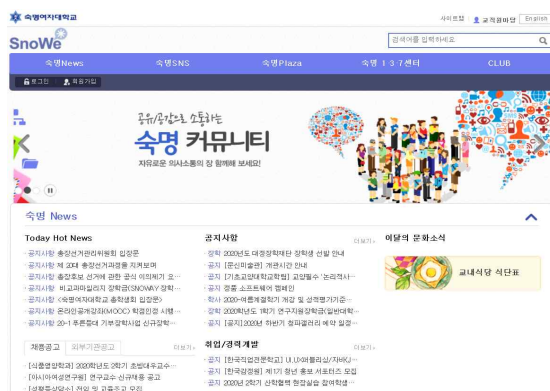 숙명여자대학교
사이트맵
교직원마당
English
SnoWe
검색어를 입력하세요
숙명News
숙명SNS
숙명Plaza
숙명 1·3·7센터
CLUB
로그인
회원가입
공유/공감으로 소통하는
숙명 커뮤니티
자유로운 의사소통의 장 함께해 보세요!
숙명 News
Today Hot News
공지사항 총장선거관리위원회 입장문
공지사항 제 20대 총장선거과정을 지켜보며
공지사항 총장후보 선거에 관한 공식 이의제기 요…
공지사항 비교과마일리지 장학금(SNOWAY 장학…
공지사항 <숙명여자대학교 총학생회 입장문>
공지사항 온라인공개강좌(MOOC) 학점인정 시행…
공지사항 20-1 푸른등대 기부장학사업 신규장학…
공지사항
더보기
장학 2020년도 대정장학재단 장학생 선발 안내
공지 [문신미술관] 개관시간 안내
공지 [기초교양대학교학팀] 교양필수 '논리적사…
공지 정품 소프트웨어 캠페인
학사 2020-여름계절학기 개강 및 성적평가기준…
장학 2020학년도 1학기 연구지원장학금(일반대학…
공지 [공지]2020년 하반기 청파갤러리 예약 일정…
이달의 문화소식
교내식당 식단표
채용공고
외부기관공고
더보기
[식품영양학과] 2020학년도 2학기 초빙대우교수…
[아시아여성연구원] 연구교수 신규채용 공고
취업/경력개발
더보기
공지 [한국직업전문학교] UI,UX(애플리싱/자바)…
공지 [한국감정원] 제1기 청년 홍보 서포터즈 모집
공지 2020년 2학기 산학협력 현장실습 참여학생…